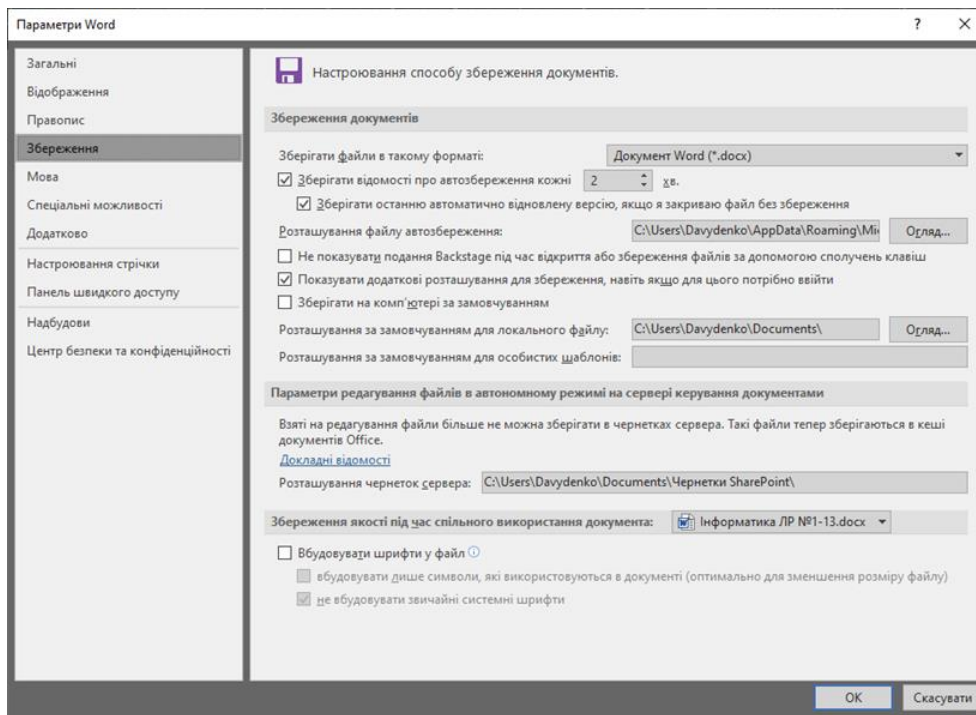 Параметри Word
Загальні
Відображення
Правопис
Збереження
Мова
Спеціальні можливості
Додатково
Настроювання стрічки
Панель швидкого доступу
Надбудови
Центр безпеки та конфіденційності
Настроювання способу збереження документів.
Збереження документів
Зберігати файли в такому форматі: Документ Word (*.docx)
Зберігати відомості про автозбереження кожні 2 хв.
Зберігати останню автоматично відновлену версію, якщо я закриваю файл без збереження
Розташування файлу автозбереження: C:\Users\Davydenko\AppData\Roaming\Mi Огляд...
Не показувати подання Backstage під час відкриття або збереження файлів за допомогою сполучень клавіш
Показувати додаткові розташування для збереження, навіть якщо для цього потрібно ввійти
Зберігати на комп'ютері за замовчуванням
Розташування за замовчуванням для локального файлу: C:\Users\Davydenko\Documents\ Огляд...
Розташування за замовчуванням для особистих шаблонів:
Параметри редагування файлів в автономному режимі на сервері керування документами
Взяті на редагування файли більше не можна зберігати в чернетках сервера. Такі файли тепер зберігаються в кеші
документів Office.
Докладні відомості
Розташування чернеток сервера: C:\Users\Davydenko\Documents\Чернетки SharePoint\
Збереження якості під час спільного використання документа: Інформатика ЛР №1-13.docx
Вбудовувати шрифти у файл
вбудовувати лише символи, які використовуються в документі (оптимально для зменшення розміру файлу)
не вбудовувати звичайні системні шрифти
ОК Скасувати